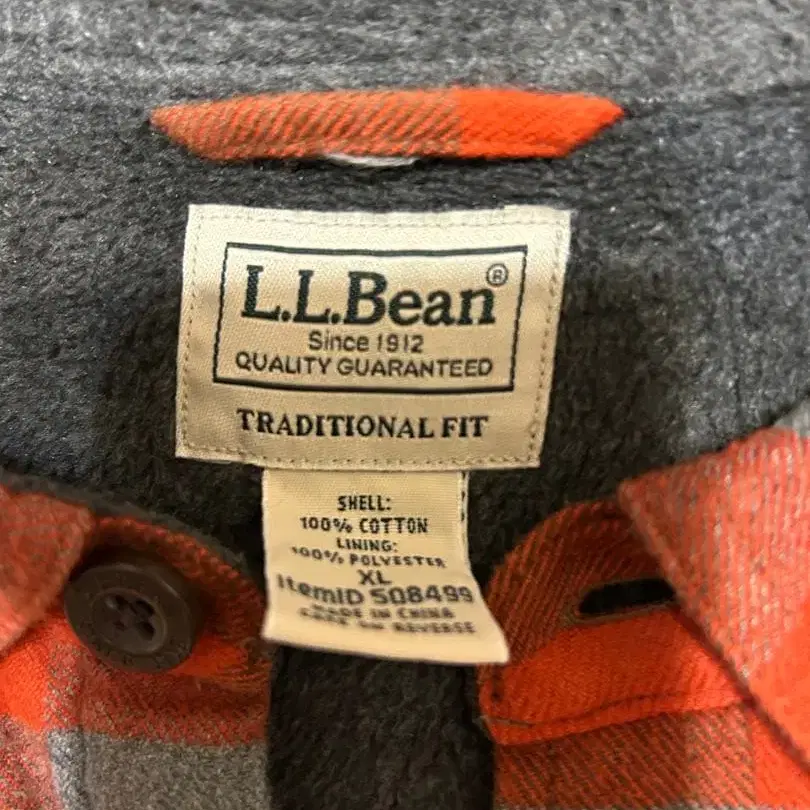 L.L.Bean®
Since 1912
QUALITY GUARANTEED
TRADITIONAL FIT
SHELL:
100% COTTON
LINING:
100% POLYESTER
XL
ItemID 508499
MADE IN CHINA
CARE ON REVERSE